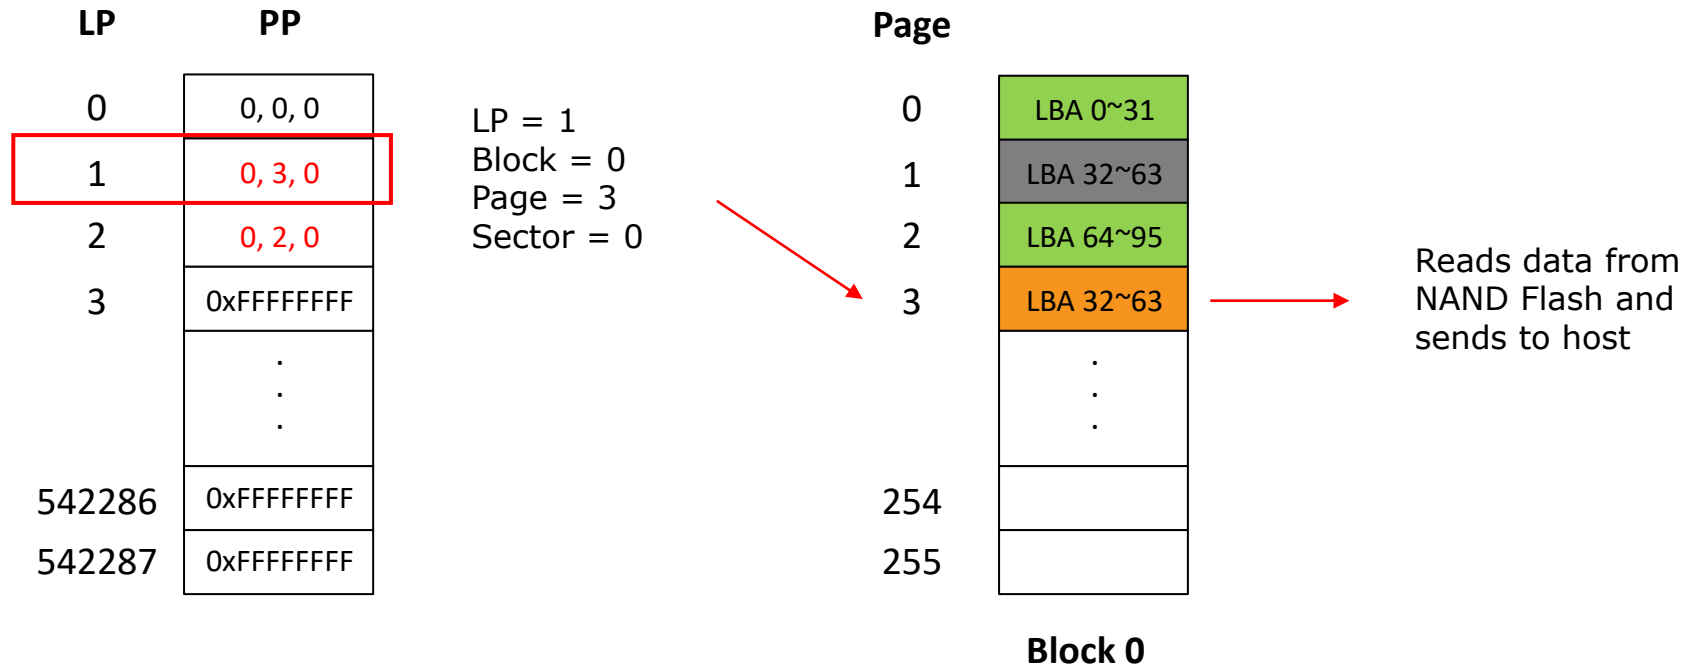 LP PP
0 0, 0, 0
1 0, 3, 0
2 0, 2, 0
3 0xFFFFFFFF
.
.
.
542286 0xFFFFFFFF
542287 0xFFFFFFFF
LP = 1
Block = 0
Page = 3
Sector = 0
Page
0 LBA 0~31
1 LBA 32~63
2 LBA 64~95
3 LBA 32~63
.
.
.
254
255
Block 0
Reads data from
NAND Flash and
sends to host